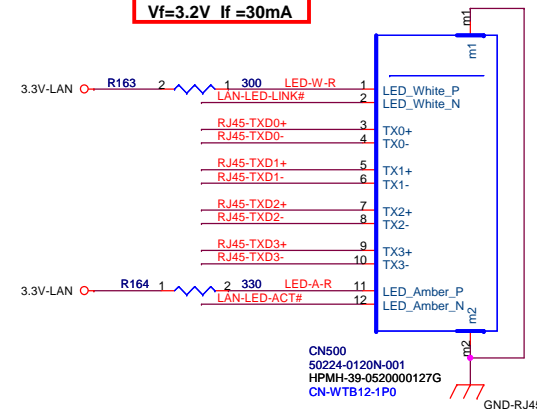 Vf=3.2V If =30mA
m1
m1
3.3V-LAN R163 2 1 300 LED-W-R 1 LED_White_P
LAN-LED-LINK# 2 LED_White_N
RJ45-TXD0+ 3 TX0+
RJ45-TXD0- 4 TX0-
RJ45-TXD1+ 5 TX1+
RJ45-TXD1- 6 TX1-
RJ45-TXD2+ 7 TX2+
RJ45-TXD2- 8 TX2-
RJ45-TXD3+ 9 TX3+
RJ45-TXD3- 10 TX3-
3.3V-LAN R164 1 2 330 LED-A-R 11 LED_Amber_P
LAN-LED-ACT# 12 LED_Amber_N
m2
m2
CN500
50224-0120N-001
HPMH-39-0520000127G
CN-WTB12-1P0
GND-RJ45